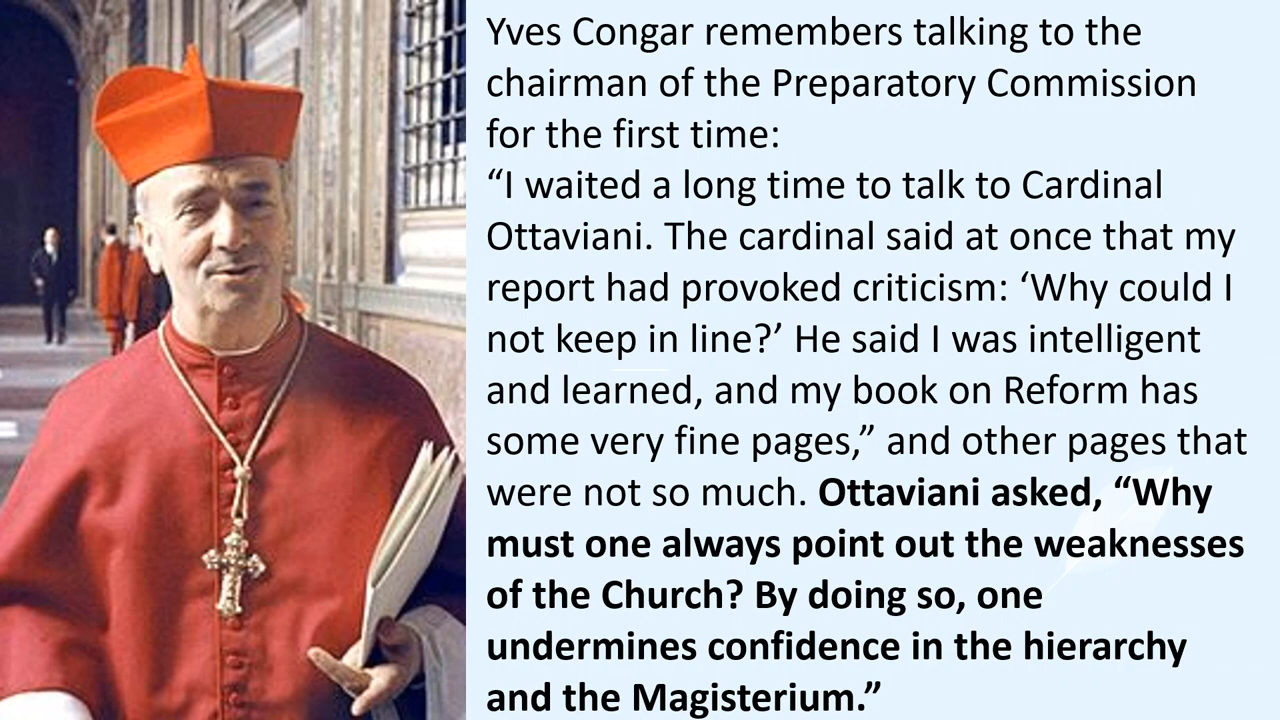 Yves Congar remembers talking to the
chairman of the Preparatory Commission
for the first time:
“I waited a long time to talk to Cardinal
Ottaviani. The cardinal said at once that my
report had provoked criticism: ‘Why could I
not keep in line?’ He said I was intelligent
and learned, and my book on Reform has
some very fine pages,” and other pages that
were not so much. Ottaviani asked, “Why
must one always point out the weaknesses
of the Church? By doing so, one
undermines confidence in the hierarchy
and the Magisterium.”